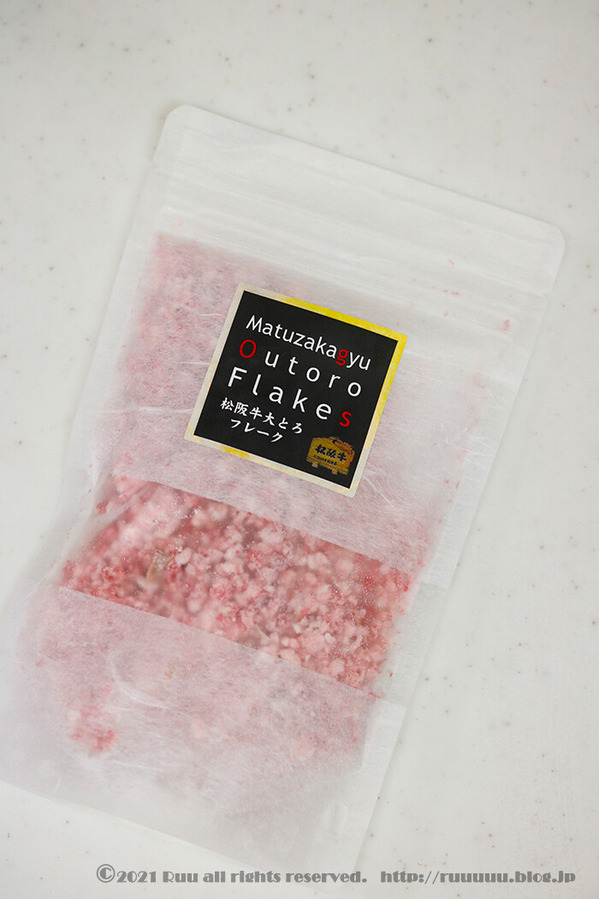 Matuzakagyu
Outoro
Flakes
松阪牛大とろ
フレーク
松阪牛
©2021 Ruu all rights reserved. http://ruuuuu.blog.jp